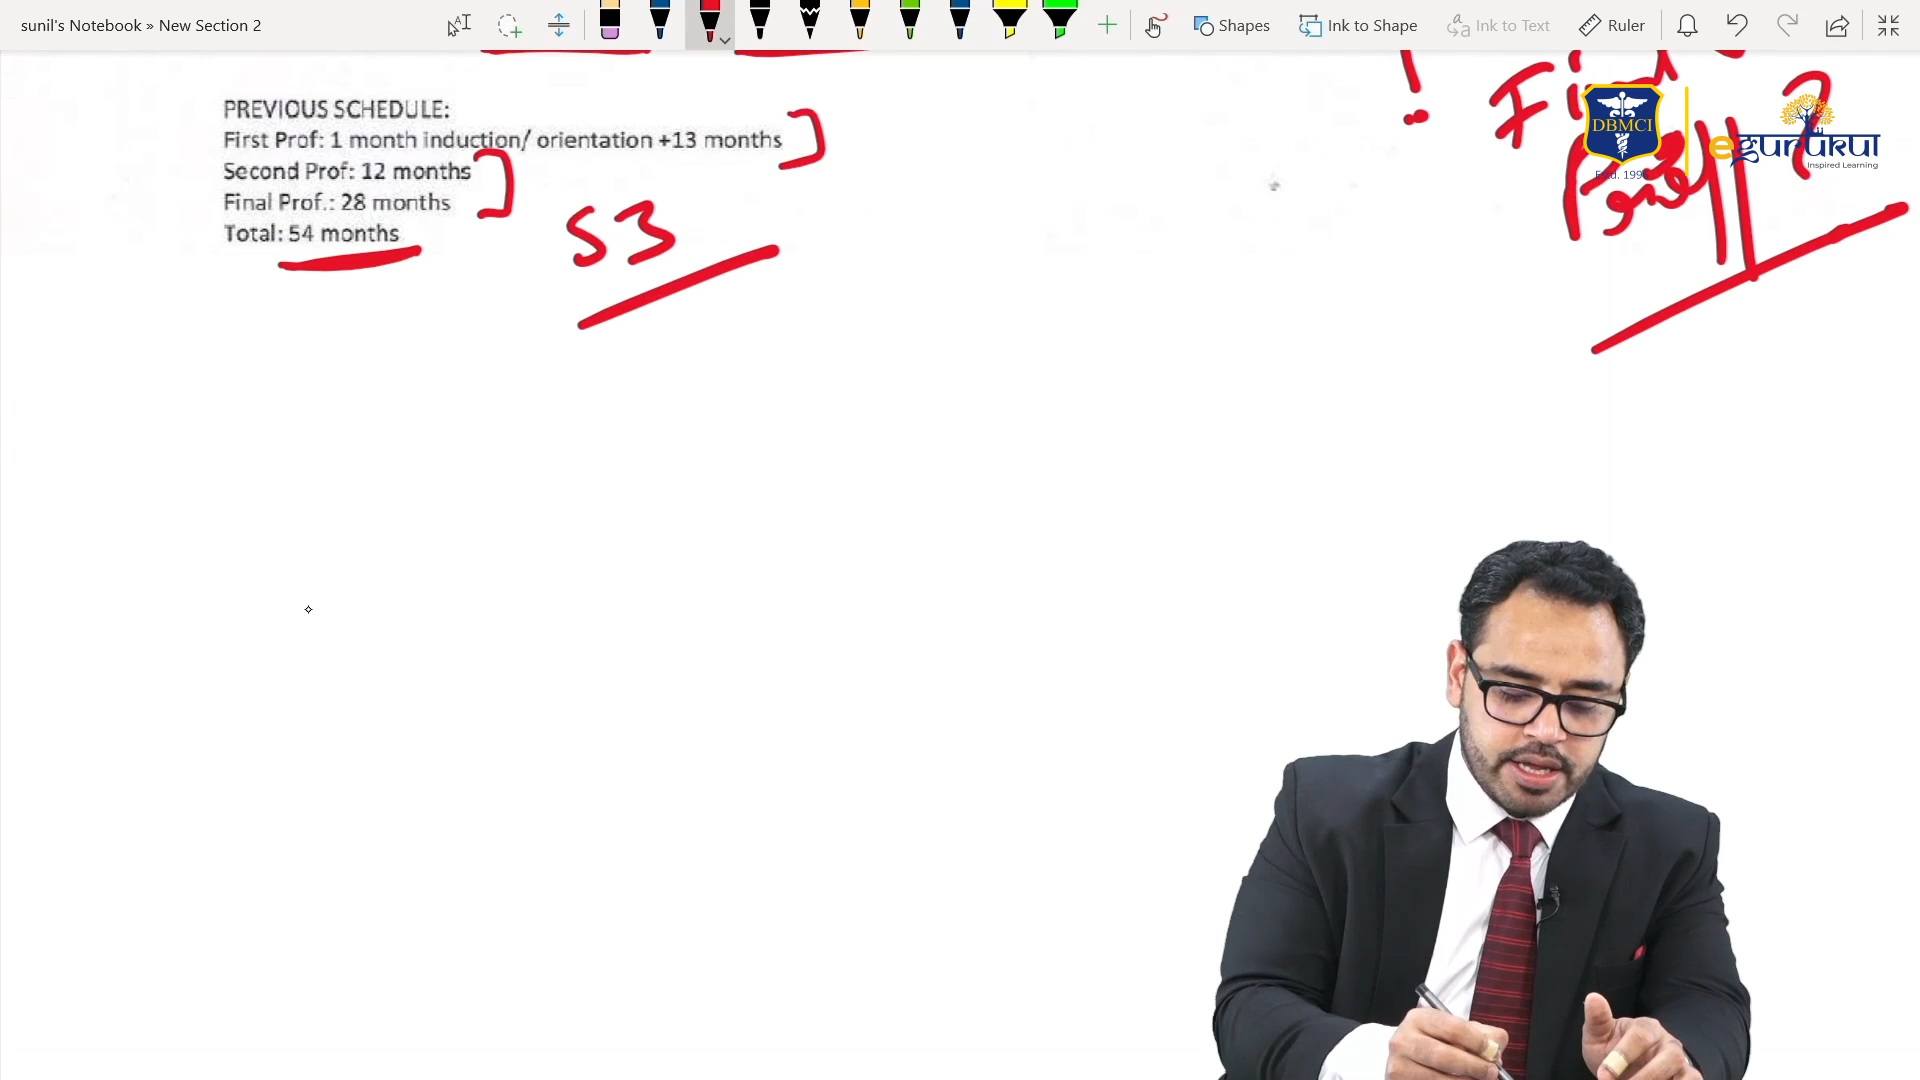 sunil's Notebook » New Section 2
Shapes
Ink to Shape
Ink to Text
Ruler
PREVIOUS SCHEDULE:
First Prof: 1 month induction/ orientation +13 months
Second Prof: 12 months
Final Prof.: 28 months
Total: 54 months
53
DBMCI
Estd. 1996
eGurukul
Inspired Learning